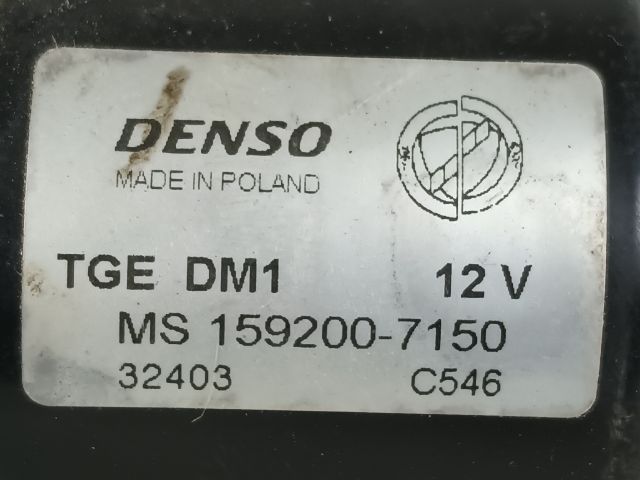 DENSO
MADE IN POLAND
TGE DM1 12 V
MS 159200-7150
32403 C546